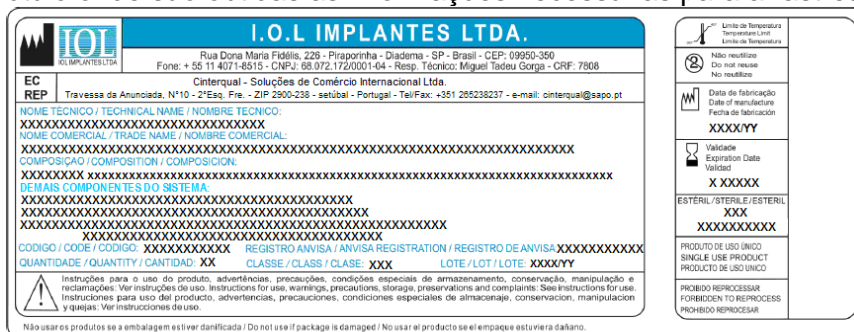 I.O.L IMPLANTES LTDA.
IOL
IOL IMPLANTES LTDA
Rua Dona Maria Fidélis, 226 - Piraporinha - Diadema - SP - Brasil - CEP: 09950-350
Fone: + 55 11 4071-8515 - CNPJ: 68.072.172/0001-04 - Resp. Técnico: Miguel Tadeu Gorga - CRF: 7808
EC REP
Cinterqual - Soluções de Comércio Internacional Ltda.
Travessa da Anunciada, N°10 - 2°Esq. Fre. - ZIP 2900-238 - setúbal - Portugal - Tel/Fax: +351 265238237 - e-mail: cinterqual@sapo.pt
NOME TÉCNICO / TECHNICAL NAME / NOMBRE TECNICO:
XXXXXXXXXXXXXXXXXXXXXXXXXXXXXXXXX
NOME COMERCIAL / TRADE NAME / NOMBRE COMERCIAL:
XXXXXXXXXXXXXXXXXXXXXXXXXXXXXXXXXXXXXXXXXXXXXXXXXXXXXXXXXXXXXXXXXXXXXX
COMPOSIÇAO / COMPOSITION / COMPOSICION:
XXXXXXXX xxxxxxxxxxxxxxxxxxxxxxxxxxxxxxxxxxxxxxxxxxxxxxxxxxxxxxxxxxxxxxxxxxxxxxxxxxxx
DEMAIS COMPONENTES DO SISTEMA:
XXXXXXXXXXXXXXXXXXXXXXXXXXXXXXXXXXXXXXXXXX
XXXXXXXXXXXXXXXXXXXXXXXXXXXXXXXXXXXXXXXXXXXX
XXXXXXXXXXXXXXXXXXXXXXXXXXXXXXXXXXXXXXXXXXXXXXXXXXXXXX
XXXXXXXXXXXXXXXXXXXXXXXXXXXXXXXXXXXXXXXXXXX
CODIGO / CODE / CODIGO: XXXXXXXXXXX REGISTRO ANVISA / ANVISA REGISTRATION / REGISTRO DE ANVISA XXXXXXXXXXX
QUANTIDADE / QUANTITY / CANTIDAD: XX CLASSE / CLASS / CLASE: XXX LOTE / LOT / LOTE: XXXX/YY
Instruções para o uso do produto, advertências, precauções, condições especiais de armazenamento, conservação, manipulação e
reclamações: Ver instruções de uso. Instructions for use, warnings, precautions, storage, preservations and complaints: See instructions for use.
Instruciones para uso del producto, advertencias, precauciones, condiciones especiales de almacenaje, conservacion, manipulacion
y quejas: Ver instrucciones de uso.
Não usar os produtos se a embalagem estiver danificada / Do not use if package is damaged / No usar el producto se el empaque estuviera dañano.
Limite de Temperatura
Temperature Limit
Limite de Temperatura
2
Não reutilize
Do not reuse
No reutilize
Data de fabricação
Date of manufacture
Fecha de fabricación
XXXX/YY
Validade
Expiration Date
Validad
X XXXXX
ESTÉRIL /STERILE /ESTERIL
XXX
XXXXXXXXXX
PRODUTO DE USO ÚNICO
SINGLE USE PRODUCT
PRODUCTO DE USO UNICO
PROIBIDO REPROCESSAR
FORBIDDEN TO REPROCESS
PROHIBIDO REPROCESAR